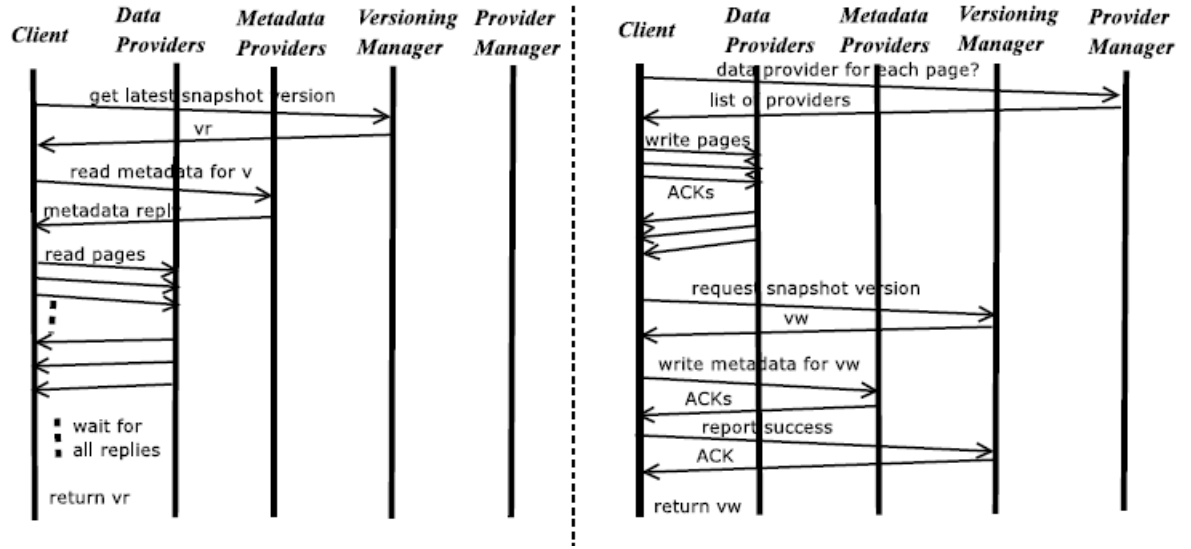 Client
Data
Providers
Metadata
Providers
Versioning
Manager
Provider
Manager
get latest snapshot version
vr
read metadata for v
metadata reply
read pages
wait for
all replies
return vr
Client
Data
Providers
Metadata
Providers
Versioning
Manager
Provider
Manager
data provider for each page?
list of providers
write pages
ACKs
request snapshot version
vw
write metadata for vw
ACKs
report success
ACK
return vw